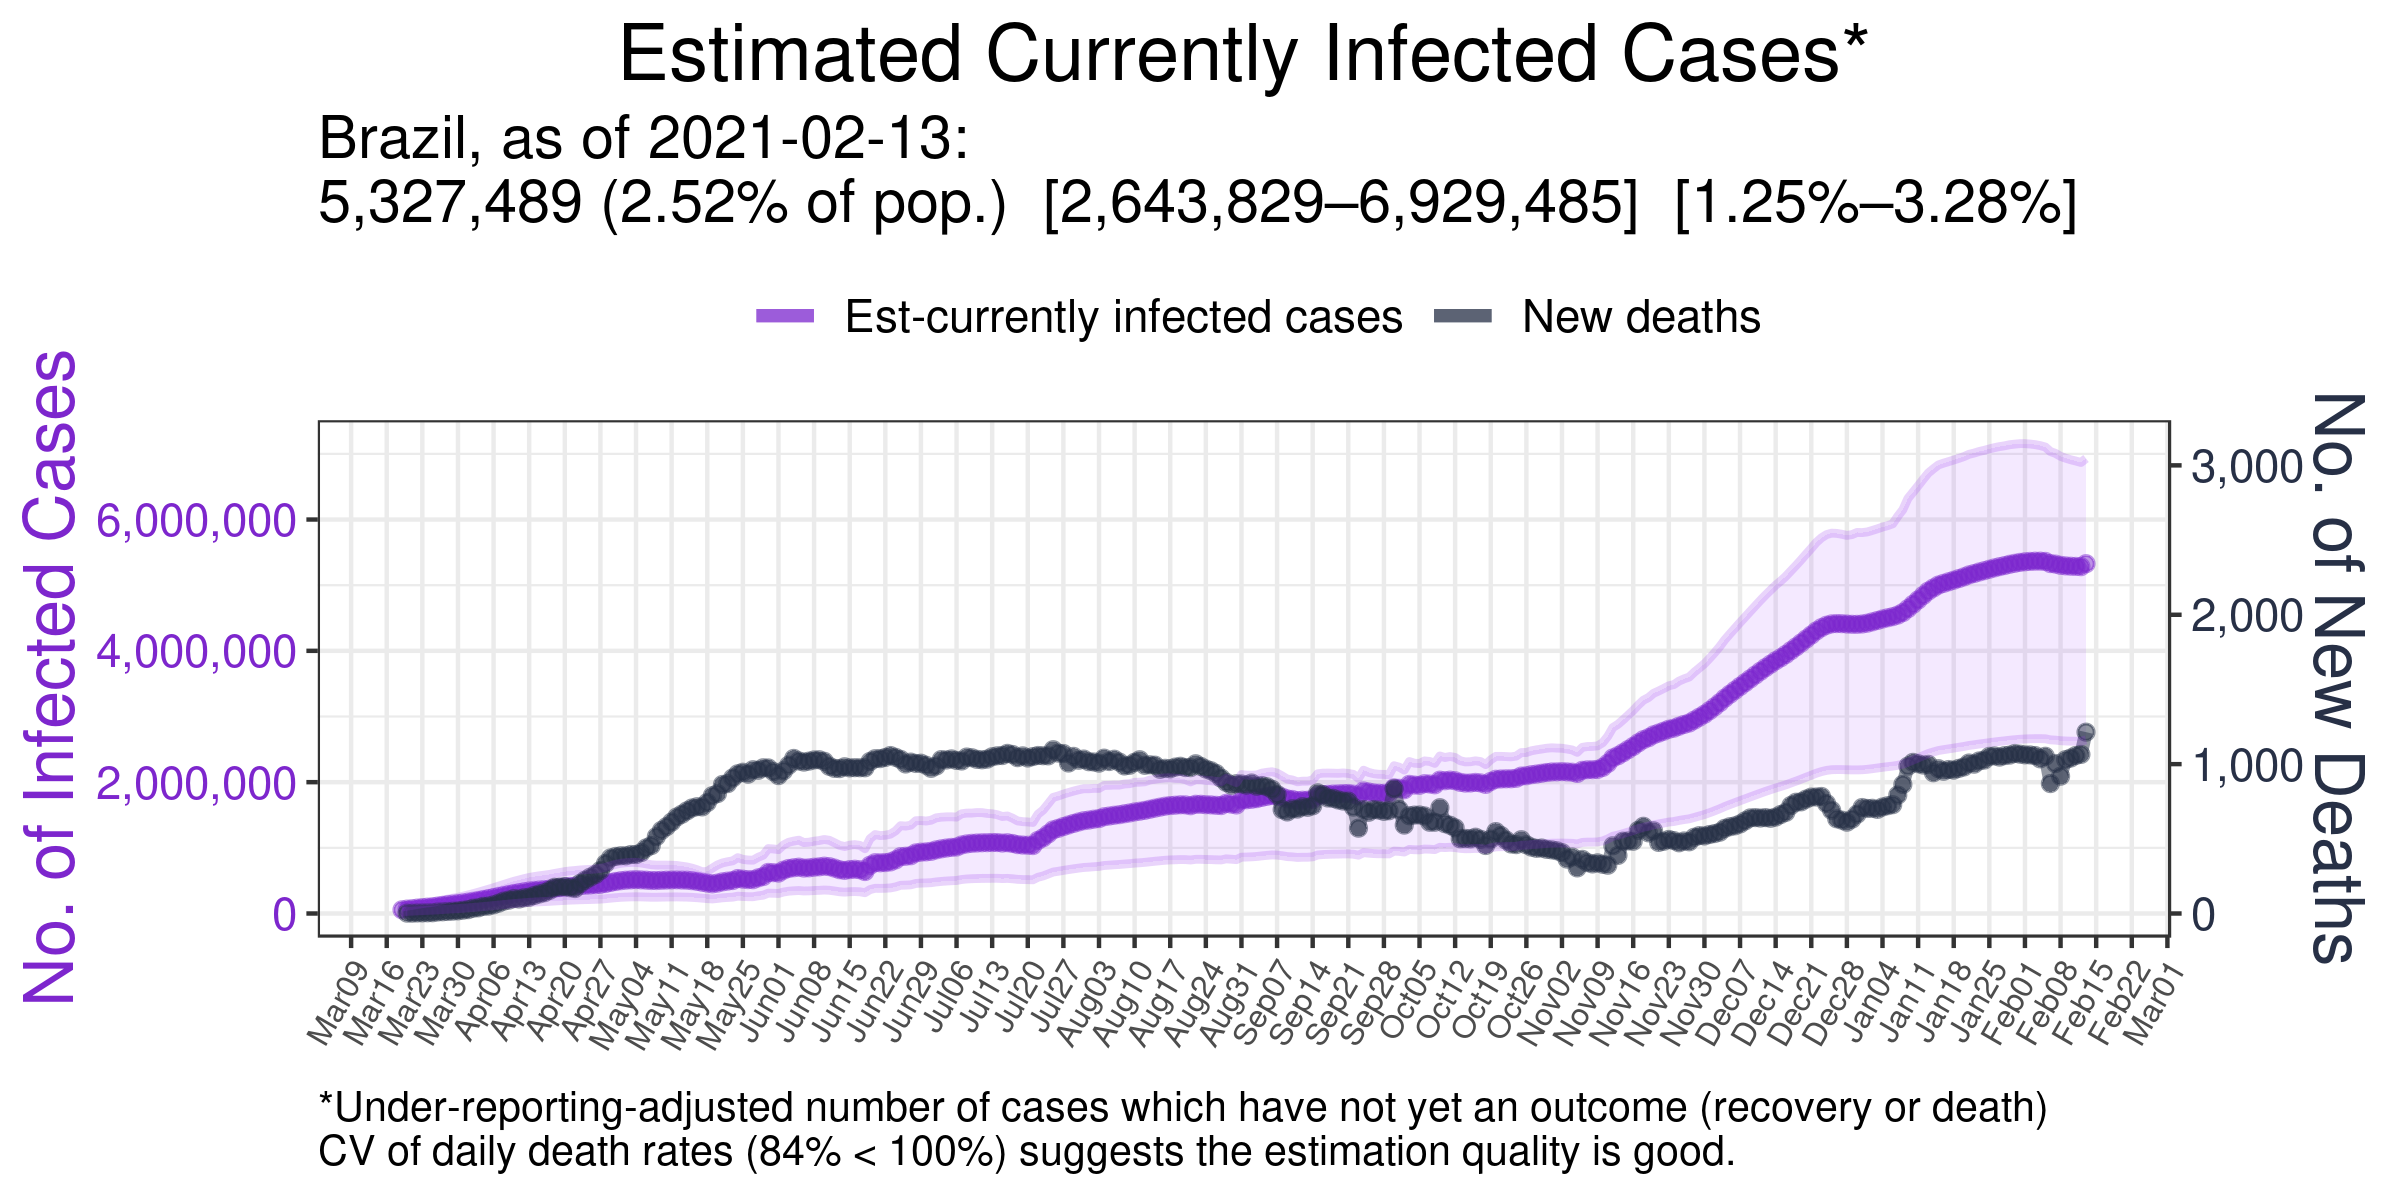 Estimated Currently Infected Cases*
Brazil, as of 2021-02-13:
5,327,489 (2.52% of pop.) [2,643,829–6,929,485] [1.25%–3.28%]
Est-currently infected cases New deaths
No. of Infected Cases
6,000,000
4,000,000
2,000,000
0
3,000
2,000
1,000
0
No. of New Deaths
Mar09 Mar16 Mar23 Mar30 Apr06 Apr13 Apr20 Apr27 May04 May11 May18 May25 Jun01 Jun08 Jun15 Jun22 Jun29 Jul06 Jul13 Jul20 Jul27 Aug03 Aug10 Aug17 Aug24 Aug31 Sep07 Sep14 Sep21 Sep28 Oct05 Oct12 Oct19 Oct26 Nov02 Nov09 Nov16 Nov23 Nov30 Dec07 Dec14 Dec21 Dec28 Jan04 Jan11 Jan18 Jan25 Feb01 Feb08 Feb15 Feb22 Mar01
*Under-reporting-adjusted number of cases which have not yet an outcome (recovery or death)
CV of daily death rates (84% < 100%) suggests the estimation quality is good.